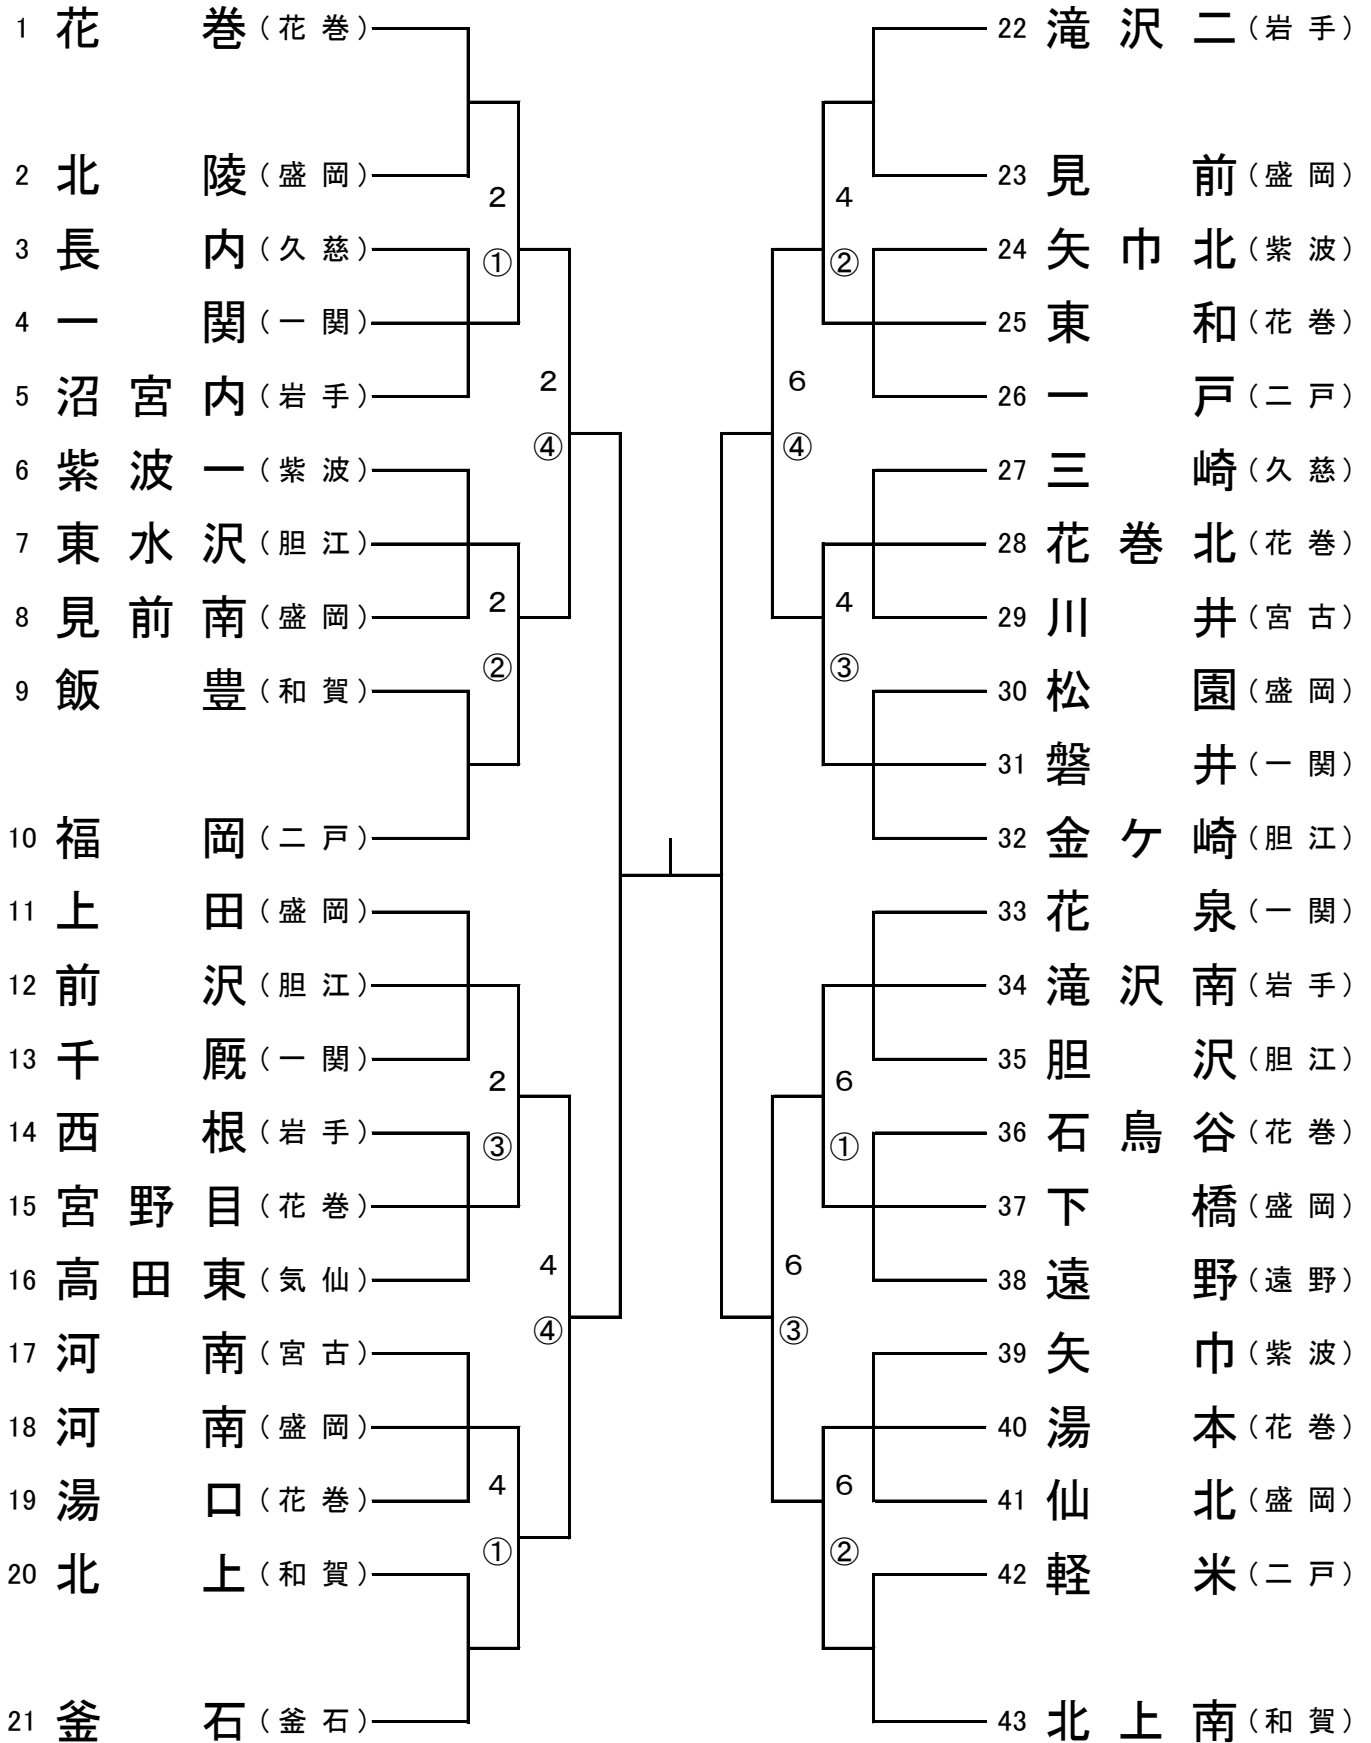 1 花巻（花巻）
2 北陵（盛岡）
3 長内（久慈）
4 一関（一関）
5 沼宮内（岩手）
6 紫波一（紫波）
7 東水沢（胆江）
8 見前南（盛岡）
9 飯豊（和賀）
10 福岡（二戸）
11 上田（盛岡）
12 前沢（胆江）
13 千厩（一関）
14 西根（岩手）
15 宮野目（花巻）
16 高田東（気仙）
17 河南（宮古）
18 河南（盛岡）
19 湯口（花巻）
20 北上（和賀）
21 釜石（釜石）
2
①
2
④
2
②
2
③
4
④
4
①
4
②
6
④
4
③
6
①
6
③
6
②
22 滝沢二（岩手）
23 見前（盛岡）
24 矢巾北（紫波）
25 東和（花巻）
26 一戸（二戸）
27 三崎（久慈）
28 花巻北（花巻）
29 川井（宮古）
30 松園（盛岡）
31 磐井（一関）
32 金ケ崎（胆江）
33 花泉（一関）
34 滝沢南（岩手）
35 胆沢（胆江）
36 石鳥谷（花巻）
37 下橋（盛岡）
38 遠野（遠野）
39 矢巾（紫波）
40 湯本（花巻）
41 仙北（盛岡）
42 軽米（二戸）
43 北上南（和賀）